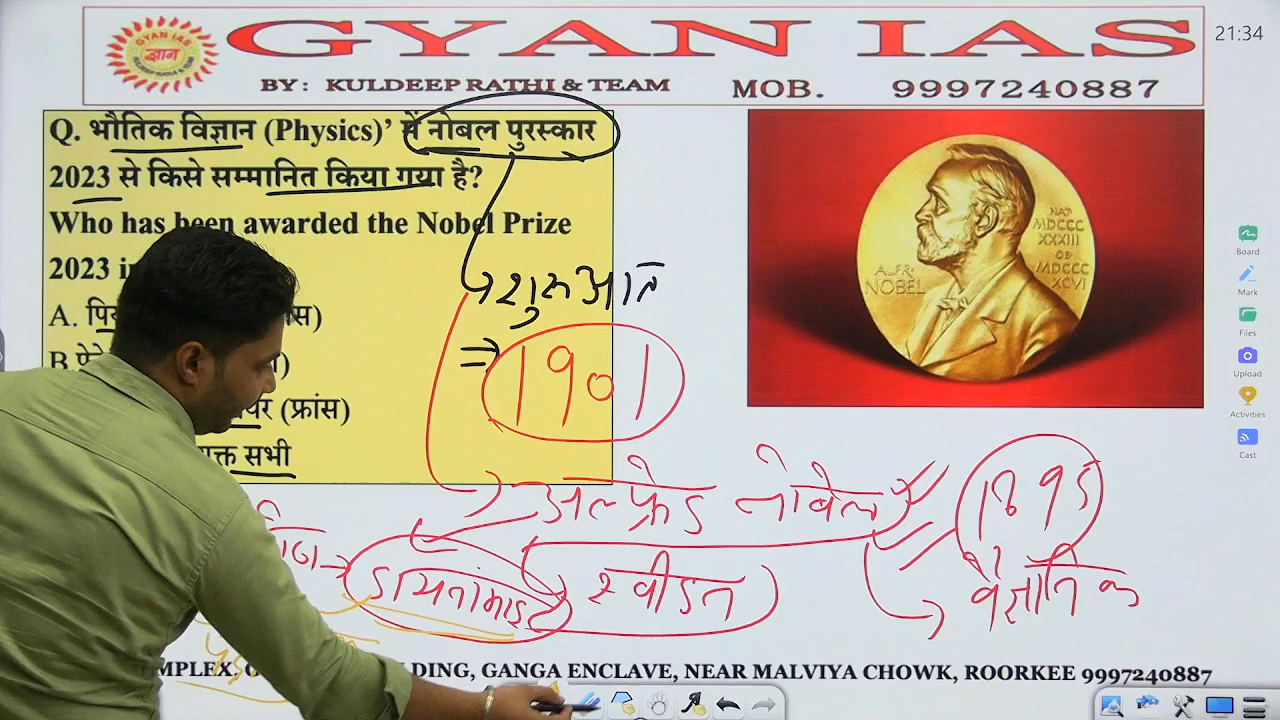 GYAN IAS
GYAN IAS
ज्ञान
BY: KULDEEP RATHI & TEAM MOB. 9997240887
21:34
Q. भौतिक विज्ञान (Physics)’ में नोबल पुरस्कार
2023 से किसे सम्मानित किया गया है?
Who has been awarded the Nobel Prize
2023
A.
B
(फ्रांस)
सभी
शुरुआत
⇒ 1901
अल्फ्रेड नोबेल
डायनांमाइट
स्वीडन
वैज्ञानिक
ALFR. NOBEL
NAT
MDCCC
XXXIII
OB
MDCCC
XCVI
Board
Mark
Files
Upload
Activities
Cast
GANGA ENCLAVE, NEAR MALVIYA CHOWK, ROORKEE 9997240887